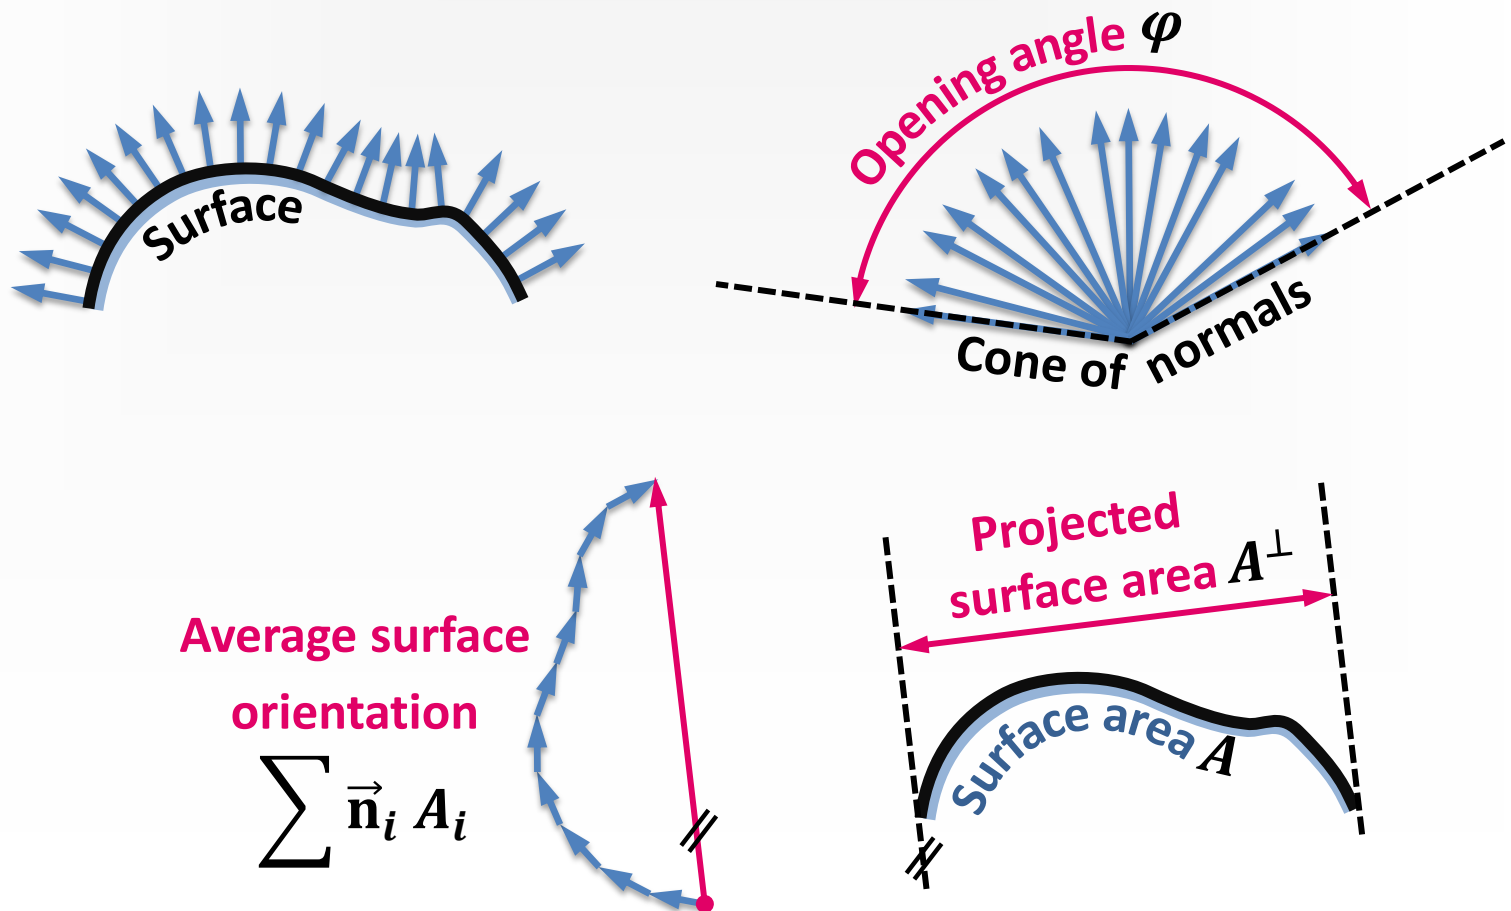 Surface
Opening angle φ
Cone of normals
Average surface
orientation
∑ n⃗ᵢ Aᵢ
Projected
surface area A⊥
Surface area A